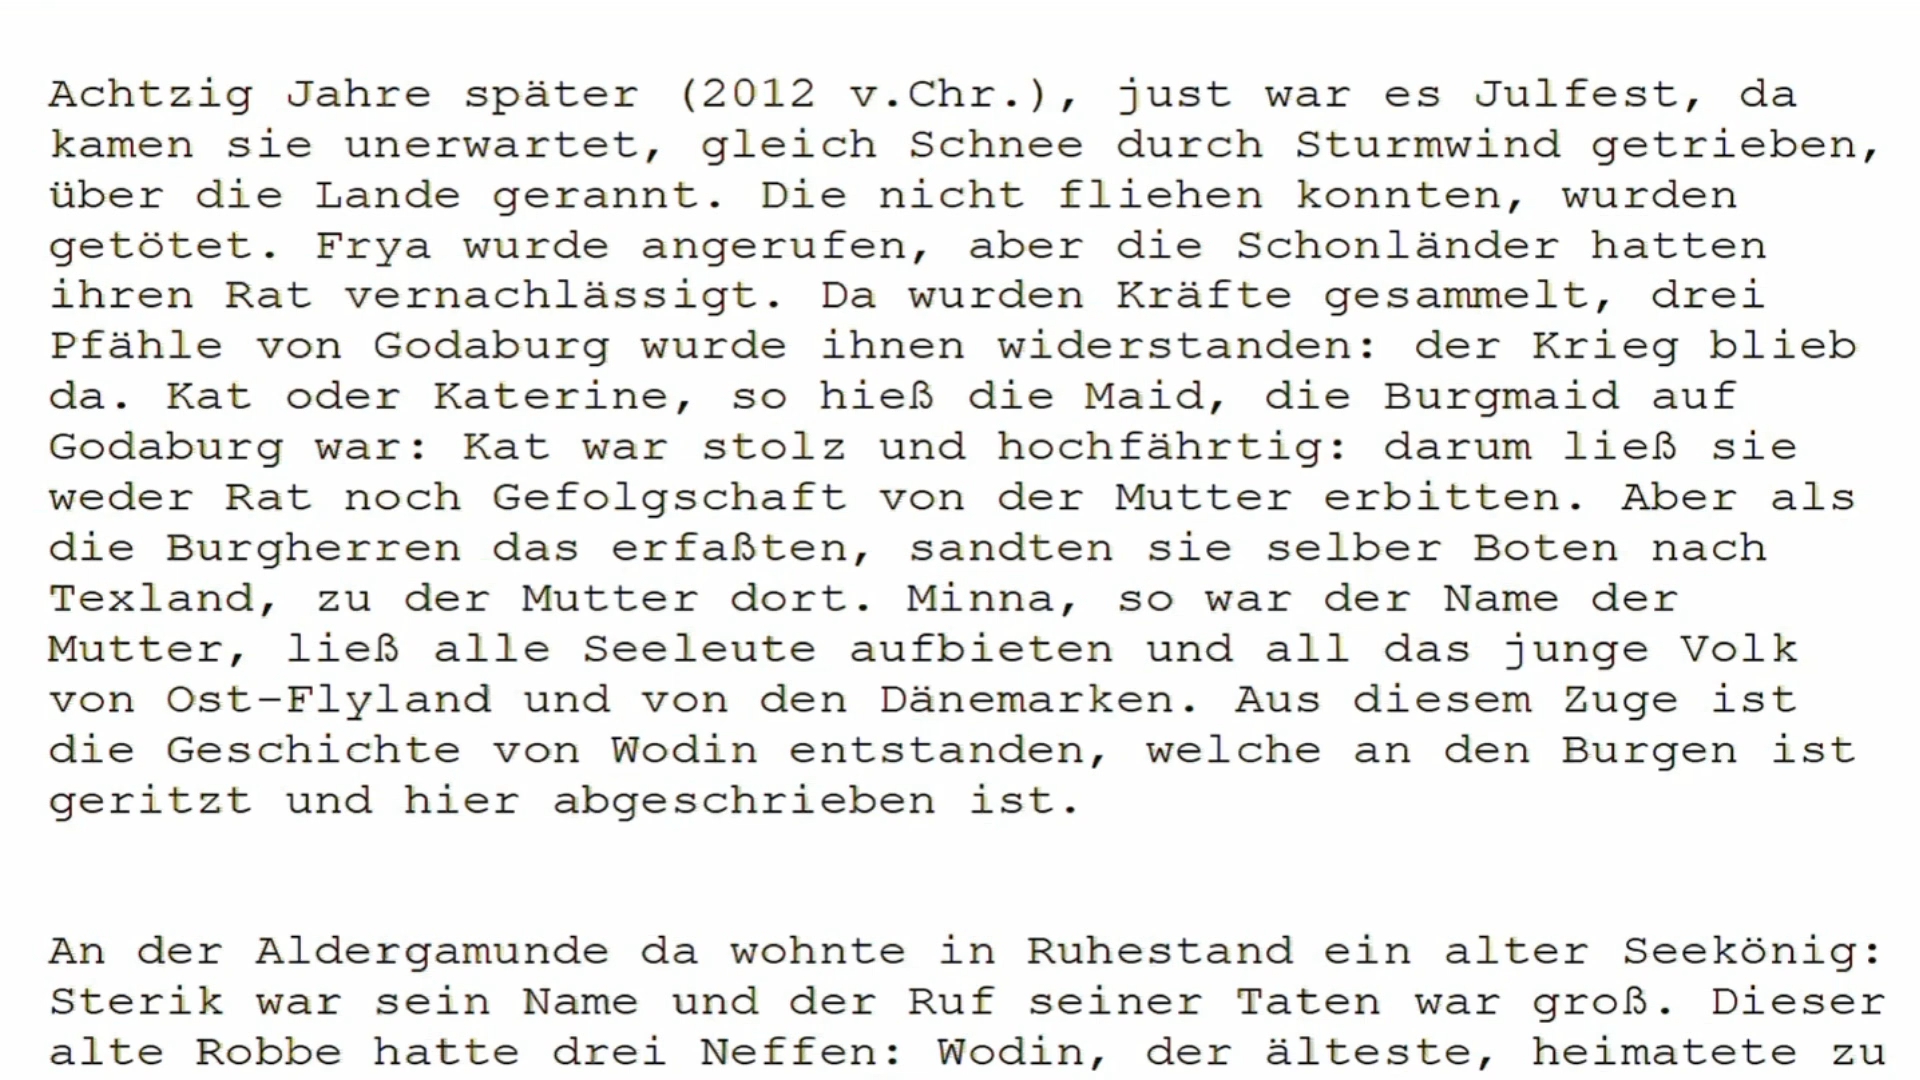 Achtzig Jahre später (2012 v.Chr.), just war es Julfest, da
kamen sie unerwartet, gleich Schnee durch Sturmwind getrieben,
über die Lande gerannt. Die nicht fliehen konnten, wurden
getötet. Frya wurde angerufen, aber die Schonländer hatten
ihren Rat vernachlässigt. Da wurden Kräfte gesammelt, drei
Pfähle von Godaburg wurde ihnen widerstanden: der Krieg blieb
da. Kat oder Katerine, so hieß die Maid, die Burgmaid auf
Godaburg war: Kat war stolz und hochfährtig: darum ließ sie
weder Rat noch Gefolgschaft von der Mutter erbitten. Aber als
die Burgherren das erfaßten, sandten sie selber Boten nach
Texland, zu der Mutter dort. Minna, so war der Name der
Mutter, ließ alle Seeleute aufbieten und all das junge Volk
von Ost-Flyland und von den Dänemarken. Aus diesem Zuge ist
die Geschichte von Wodin entstanden, welche an den Burgen ist
geritzt und hier abgeschrieben ist.
An der Aldergamunde da wohnte in Ruhestand ein alter Seekönig:
Sterik war sein Name und der Ruf seiner Taten war groß. Dieser
alte Robbe hatte drei Neffen: Wodin, der älteste, heimatete zu